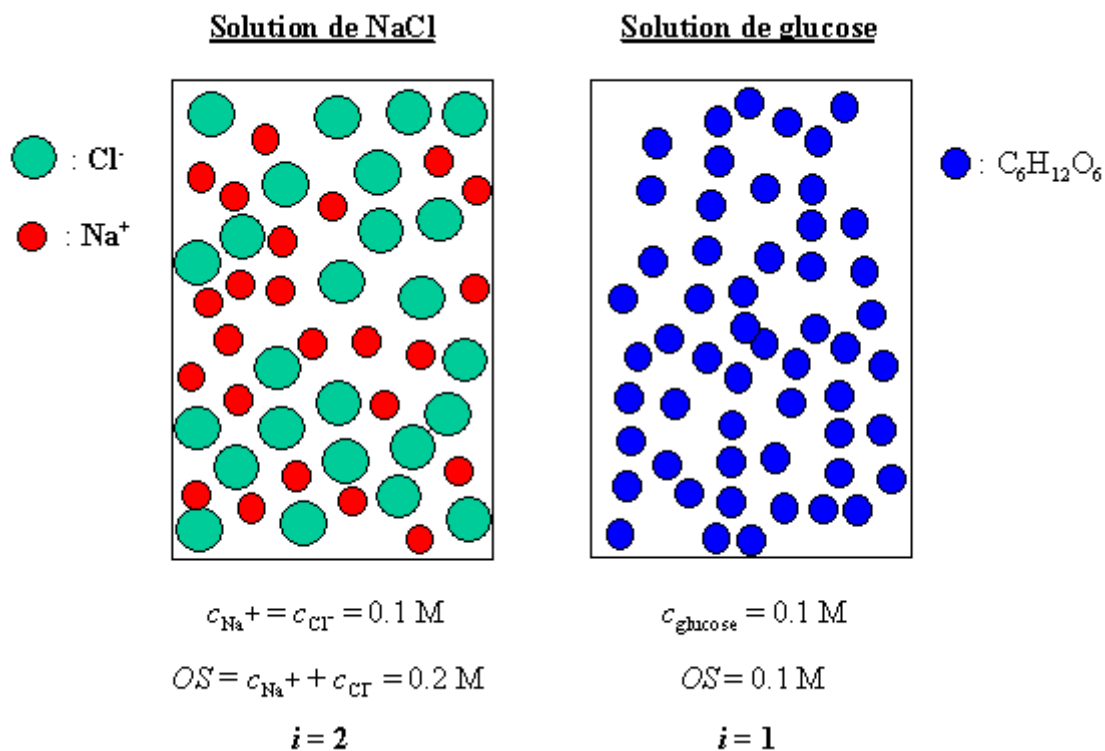 Solution de NaCl
Solution de glucose
: Cl⁻
: Na⁺
: C₆H₁₂O₆
c_Na⁺ = c_Cl⁻ = 0.1 M
OS = c_Na⁺ + c_Cl⁻ = 0.2 M
i = 2
c_glucose = 0.1 M
OS = 0.1 M
i = 1